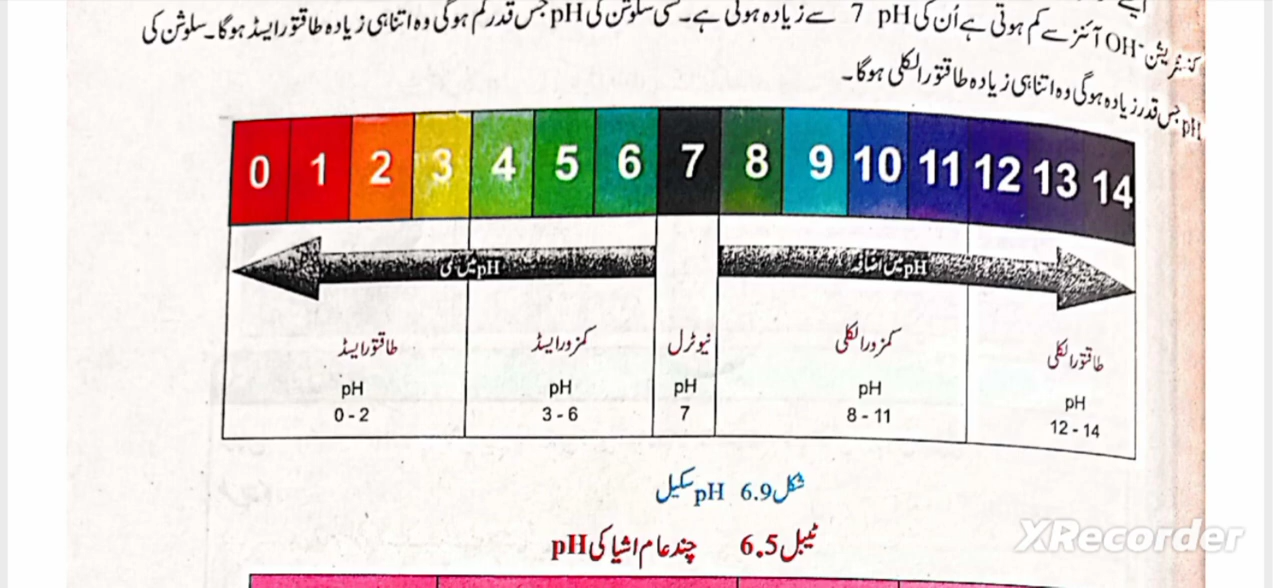 کنسنٹریشن OH⁻ آئنز سے کم ہوتی ہے اُن کی pH 7 سے زیادہ ہوتی ہے۔ کسی سلوشن کی pH جس قدر کم ہوگی وہ اتنا ہی زیادہ طاقتور ایسڈ ہوگا۔ سلوشن کی
pH جس قدر زیادہ ہوگی وہ اتنا ہی زیادہ طاقتور الکلی ہوگا۔
0 1 2 3 4 5 6 7 8 9 10 11 12 13 14
pH میں کمی
pH میں اضافہ
طاقتور ایسڈ
pH
0 - 2
کمزور ایسڈ
pH
3 - 6
نیوٹرل
pH
7
کمزور الکلی
pH
8 - 11
طاقتور الکلی
pH
12 - 14
شکل 6.9 pH سکیل
ٹیبل 6.5 چند عام اشیا کی pH
XRecorder